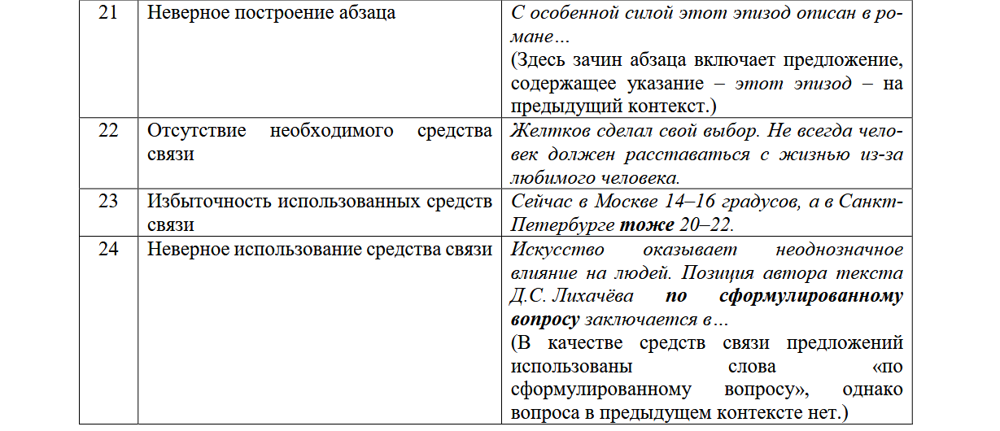 21 Неверное построение абзаца С особенной силой этот эпизод описан в ро-
мане…
(Здесь зачин абзаца включает предложение,
содержащее указание – этот эпизод – на
предыдущий контекст.)
22 Отсутствие необходимого средства Желтков сделал свой выбор. Не всегда чело-
связи век должен расставаться с жизнью из-за
любимого человека.
23 Избыточность использованных средств Сейчас в Москве 14–16 градусов, а в Санкт-
связи Петербурге тоже 20–22.
24 Неверное использование средства связи Искусство оказывает неоднозначное
влияние на людей. Позиция автора текста
Д.С. Лихачёва по сформулированному
вопросу заключается в…
(В качестве средств связи предложений
использованы слова «по
сформулированному вопросу», однако
вопроса в предыдущем контексте нет.)